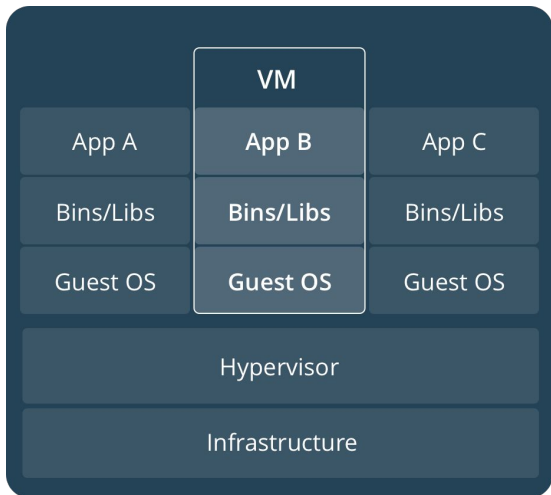 VM
App A
App B
App C
Bins/Libs
Bins/Libs
Bins/Libs
Guest OS
Guest OS
Guest OS
Hypervisor
Infrastructure